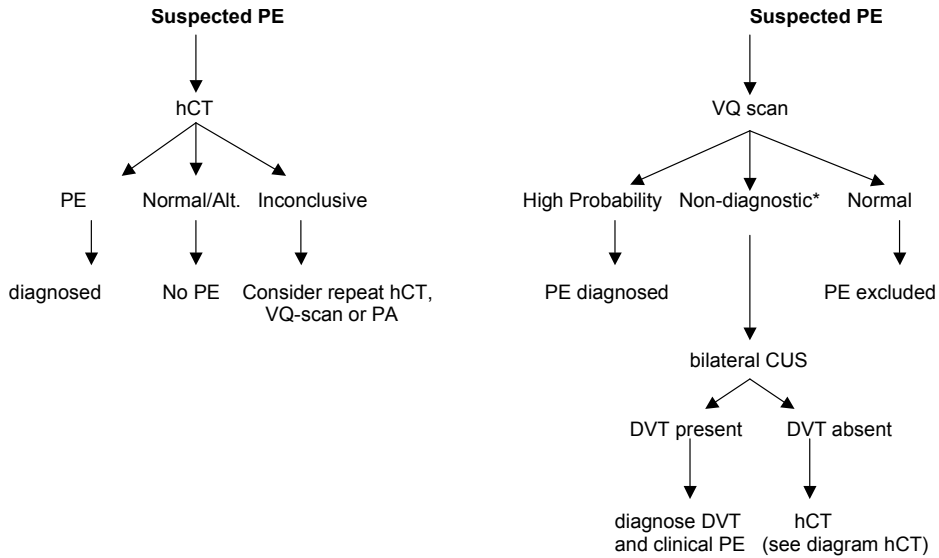 Suspected PE
hCT
PE
Normal/Alt.
Inconclusive
diagnosed
No PE
Consider repeat hCT,
VQ-scan or PA
Suspected PE
VQ scan
High Probability
Non-diagnostic*
Normal
PE diagnosed
PE excluded
bilateral CUS
DVT present
DVT absent
diagnose DVT
and clinical PE
hCT
(see diagram hCT)